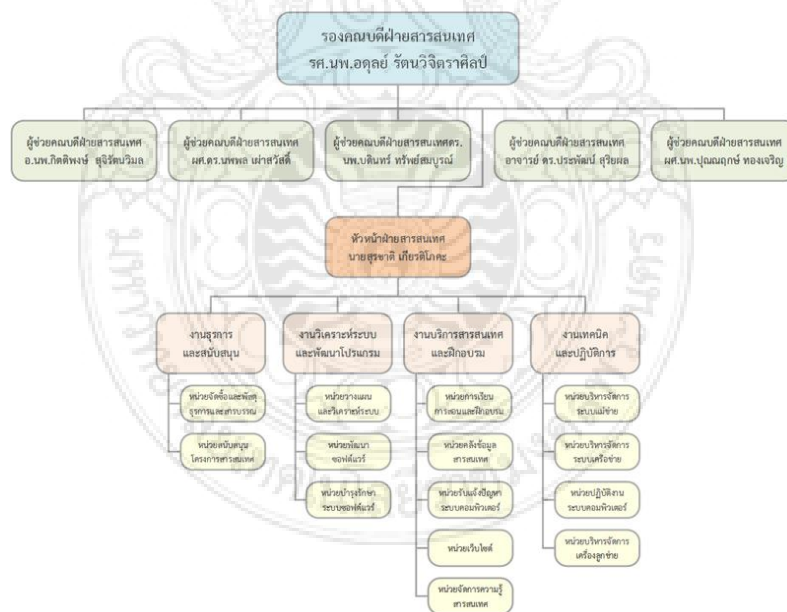 รองคณบดีฝ่ายสารสนเทศ
รศ.นพ.อดุลย์ รัตนวิจิตราศิลป์
ผู้ช่วยคณบดีฝ่ายสารสนเทศ
อ.นพ.กิตติพงษ์ สุจิรัตนวิมล
ผู้ช่วยคณบดีฝ่ายสารสนเทศ
ผศ.ดร.นพพล เผ่าสวัสดิ์
ผู้ช่วยคณบดีฝ่ายสารสนเทศดร.
นพ.บดินทร์ ทรัพย์สมบูรณ์
ผู้ช่วยคณบดีฝ่ายสารสนเทศ
อาจารย์ ดร.ประพัฒน์ สุริยผล
ผู้ช่วยคณบดีฝ่ายสารสนเทศ
ผศ.นพ.ปุณณฤกษ์ ทองเจริญ
หัวหน้าฝ่ายสารสนเทศ
นายสุรชาติ เกียรติโภคะ
งานธุรการ
และสนับสนุน
หน่วยจัดซื้อและพัสดุ
ธุรการและสารบรรณ
หน่วยสนับสนุน
โครงการสารสนเทศ
งานวิเคราะห์ระบบ
และพัฒนาโปรแกรม
หน่วยวางแผน
และวิเคราะห์ระบบ
หน่วยพัฒนา
ซอฟต์แวร์
หน่วยบำรุงรักษา
ระบบซอฟต์แวร์
งานบริการสารสนเทศ
และฝึกอบรม
หน่วยการเรียน
การสอนและฝึกอบรม
หน่วยคลังข้อมูล
สารสนเทศ
หน่วยรับแจ้งปัญหา
ระบบคอมพิวเตอร์
หน่วยเว็บไซต์
หน่วยจัดการความรู้
สารสนเทศ
งานเทคนิค
และปฏิบัติการ
หน่วยบริหารจัดการ
ระบบแม่ข่าย
หน่วยบริหารจัดการ
ระบบเครือข่าย
หน่วยปฏิบัติงาน
ระบบคอมพิวเตอร์
หน่วยบริหารจัดการ
เครื่องลูกข่าย